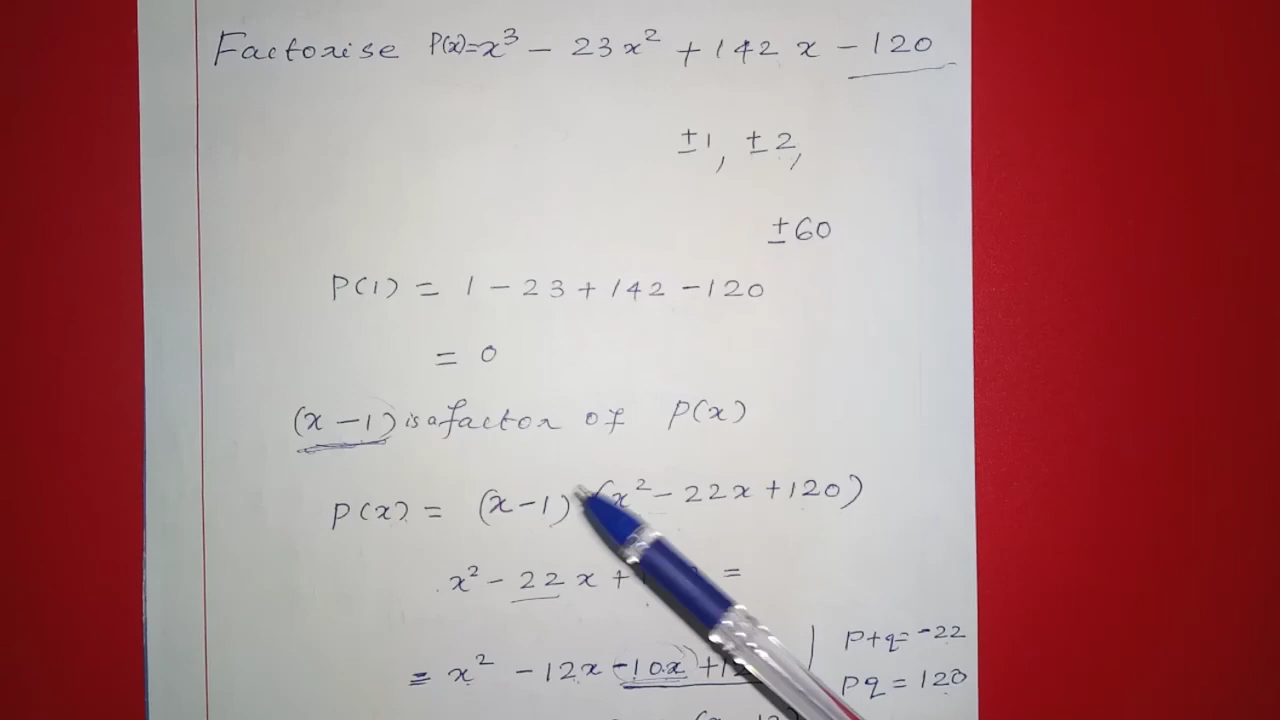 Factorise P(x)=x³ - 23x² + 142x - 120
±1, ±2,
±60
P(1) = 1 - 23 + 142 - 120
= 0
(x - 1) is a factor of P(x)
P(x) = (x-1) (x² - 22x + 120)
x² - 22x + =
= x² - 12x - 10x + 12
P+q = -22
Pq = 120